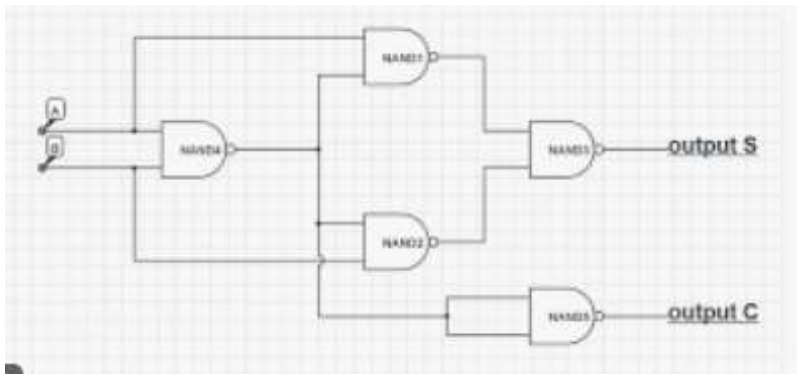 NAND1
A
B
NAND4
NAND3
output S
NAND2
NAND5
output C